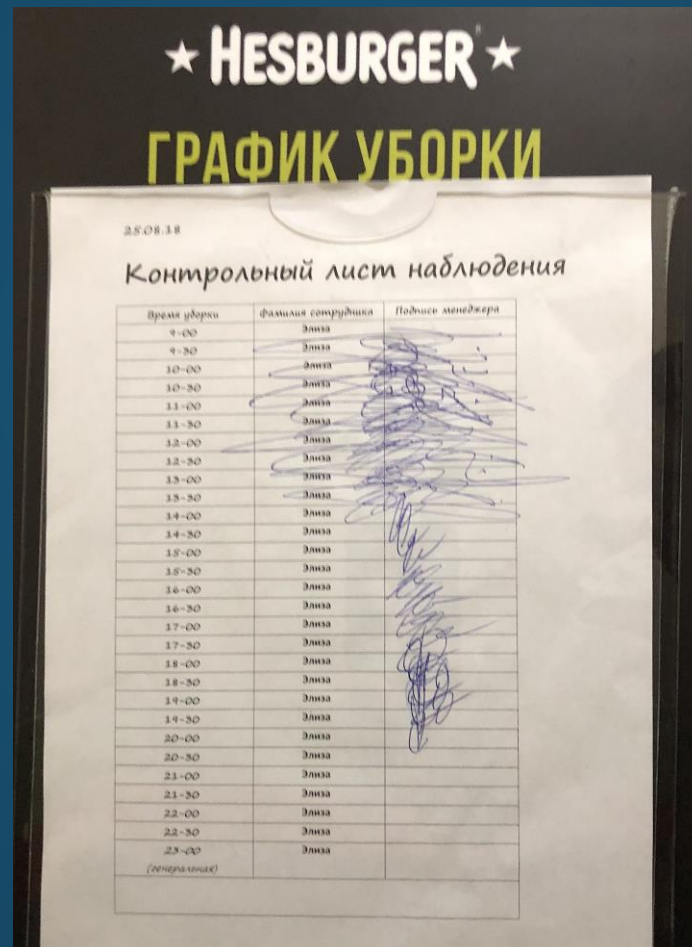 ★ HESBURGER ★
ГРАФИК УБОРКИ
25.08.18
Контрольный лист наблюдения
Время уборки Фамилия сотрудника Подпись менеджера
9-00 Элиза
9-30 Элиза
10-00 Элиза
10-30 Элиза
11-00 Элиза
11-30 Элиза
12-00 Элиза
12-30 Элиза
13-00 Элиза
13-30 Элиза
14-00 Элиза
14-30 Элиза
15-00 Элиза
15-30 Элиза
16-00 Элиза
16-30 Элиза
17-00 Элиза
17-30 Элиза
18-00 Элиза
18-30 Элиза
19-00 Элиза
19-30 Элиза
20-00 Элиза
20-30 Элиза
21-00 Элиза
21-30 Элиза
22-00 Элиза
22-30 Элиза
23-00 Элиза
(генеральная)